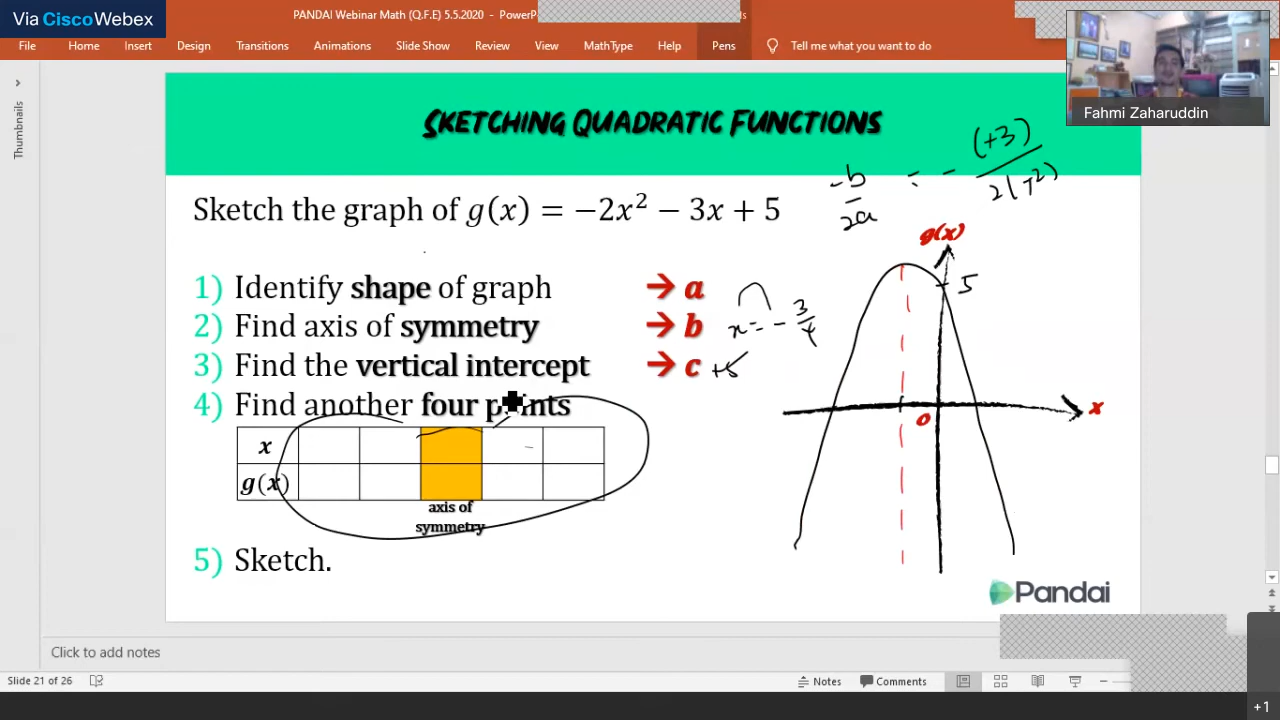 Via CiscoWebex
PANDAI Webinar Math (Q.F.E) 5.5.2020 - PowerP
File Home Insert Design Transitions Animations Slide Show Review View MathType Help Pens Tell me what you want to do
Fahmi Zaharuddin
Thumbnails
SKETCHING QUADRATIC FUNCTIONS
-b/2a = - (+3)/2(+2)
Sketch the graph of g(x) = −2x² − 3x + 5
g(x)
5
1) Identify shape of graph → a
2) Find axis of symmetry → b x = - 3/4
3) Find the vertical intercept → c +5
4) Find another four points
x
0
x
g(x)
axis of
symmetry
5) Sketch.
Pandai
Click to add notes
Slide 21 of 26 Notes Comments
+1